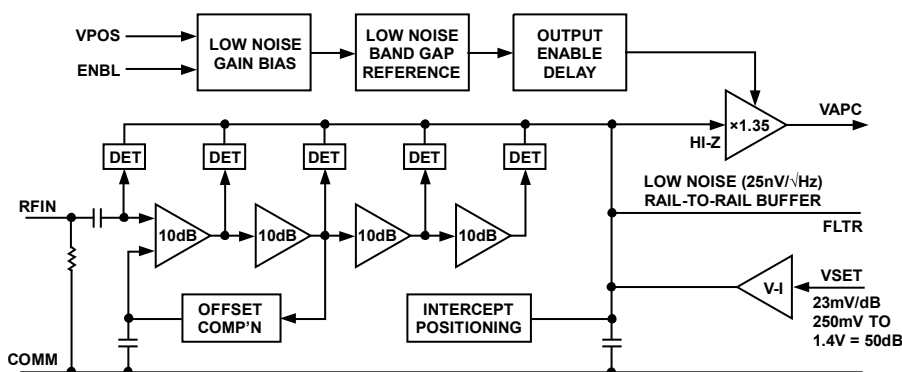 VPOS
ENBL
LOW NOISE
GAIN BIAS
LOW NOISE
BAND GAP
REFERENCE
OUTPUT
ENABLE
DELAY
×1.35
HI-Z
VAPC
DET
DET
DET
DET
DET
LOW NOISE (25nV/√Hz)
RAIL-TO-RAIL BUFFER
FLTR
RFIN
10dB
10dB
10dB
10dB
V-I
VSET
23mV/dB
250mV TO
1.4V = 50dB
OFFSET
COMP'N
INTERCEPT
POSITIONING
COMM